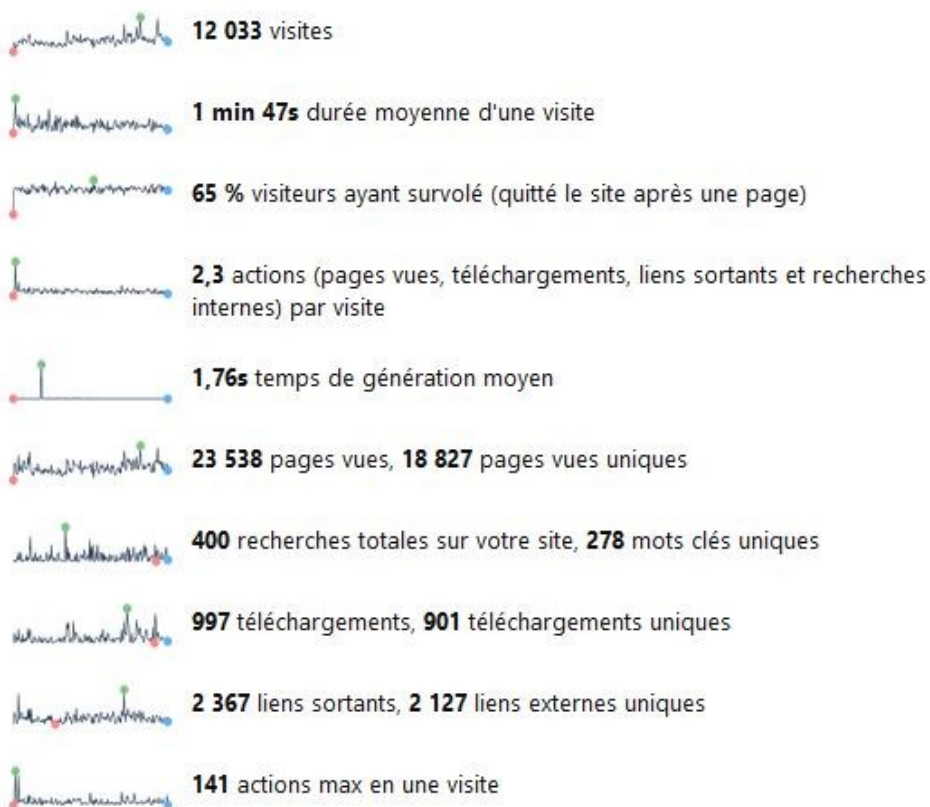 12 033 visites
1 min 47s durée moyenne d'une visite
65 % visiteurs ayant survolé (quitté le site après une page)
2,3 actions (pages vues, téléchargements, liens sortants et recherches
internes) par visite
1,76s temps de génération moyen
23 538 pages vues, 18 827 pages vues uniques
400 recherches totales sur votre site, 278 mots clés uniques
997 téléchargements, 901 téléchargements uniques
2 367 liens sortants, 2 127 liens externes uniques
141 actions max en une visite